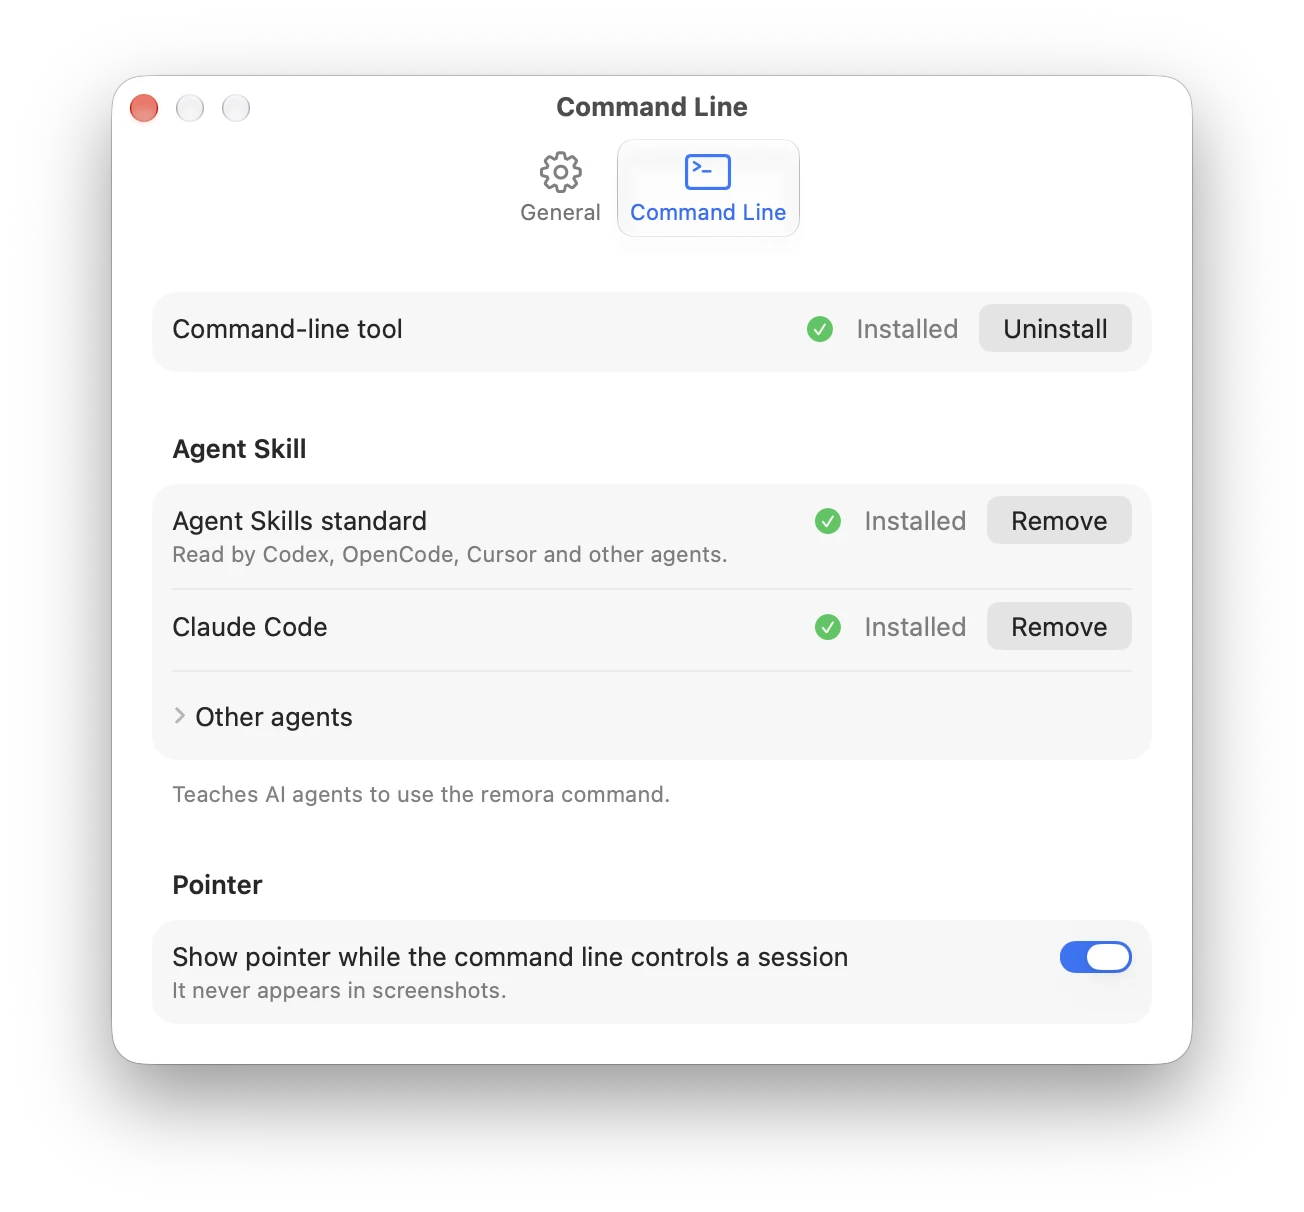 Command Line
General
Command Line
Command-line tool
Installed
Uninstall
Agent Skill
Agent Skills standard
Installed
Remove
Read by Codex, OpenCode, Cursor and other agents.
Claude Code
Installed
Remove
Other agents
Teaches AI agents to use the remora command.
Pointer
Show pointer while the command line controls a session
It never appears in screenshots.